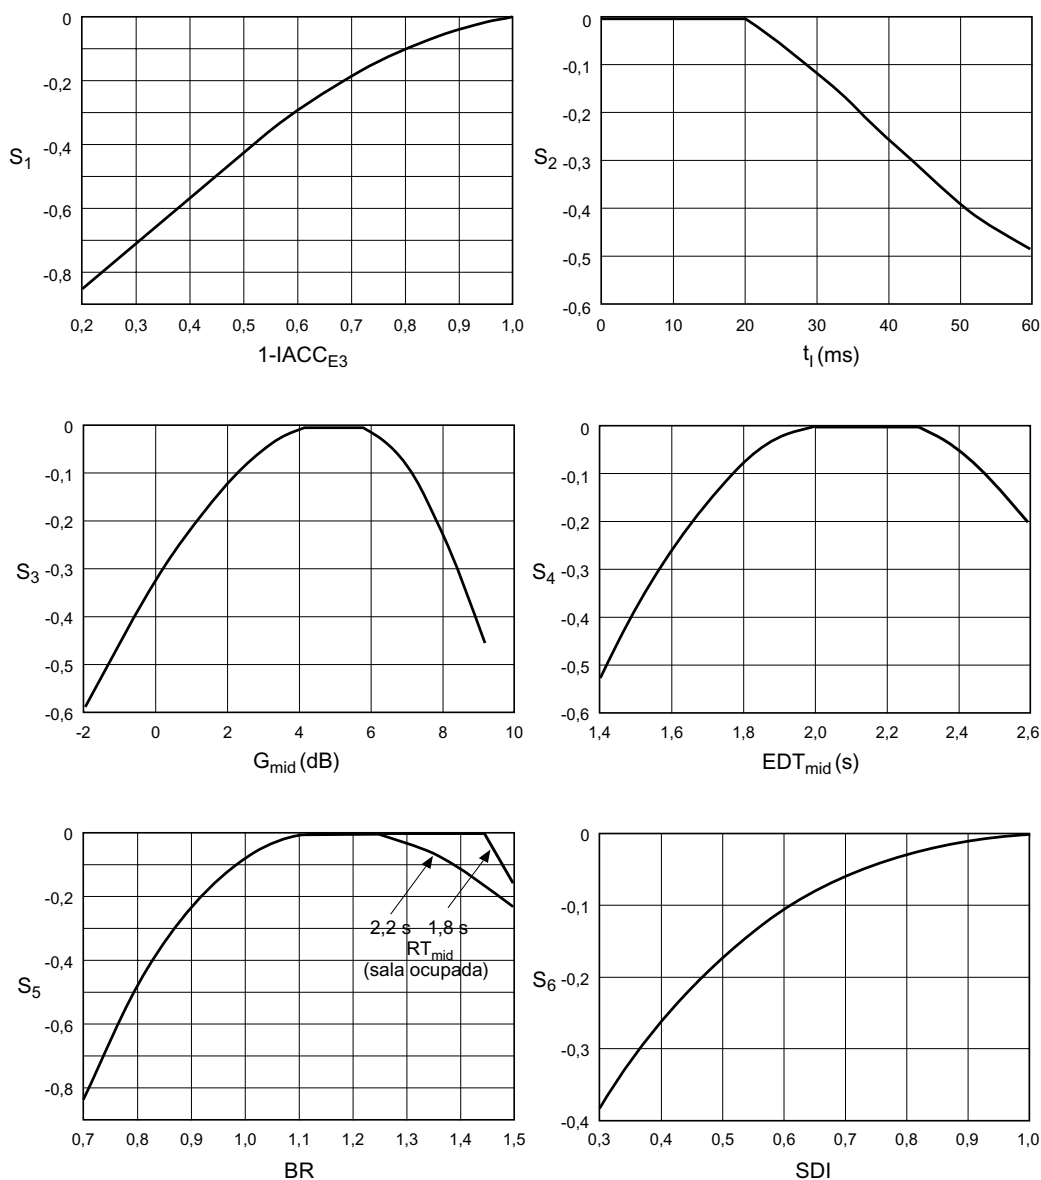 0
-0,2
S1 -0,4
-0,6
-0,8
0,2 0,3 0,4 0,5 0,6 0,7 0,8 0,9 1,0
1-IACCE3
0
-0,1
-0,2
S2 -0,3
-0,4
-0,5
-0,6
0 10 20 30 40 50 60
tI (ms)
0
-0,1
-0,2
S3 -0,3
-0,4
-0,5
-0,6
-2 0 2 4 6 8 10
Gmid (dB)
0
-0,1
-0,2
S4 -0,3
-0,4
-0,5
-0,6
1,4 1,6 1,8 2,0 2,2 2,4 2,6
EDTmid (s)
0
-0,2
-0,4
S5
-0,6
-0,8
2,2 s 1,8 s
RTmid
(sala ocupada)
0,7 0,8 0,9 1,0 1,1 1,2 1,3 1,4 1,5
BR
0
-0,1
S6 -0,2
-0,3
-0,4
0,3 0,4 0,5 0,6 0,7 0,8 0,9 1,0
SDI